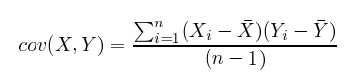 cov(X, Y) = \frac{\sum_{i=1}^{n}(X_i - \bar{X})(Y_i - \bar{Y})}{(n - 1)}